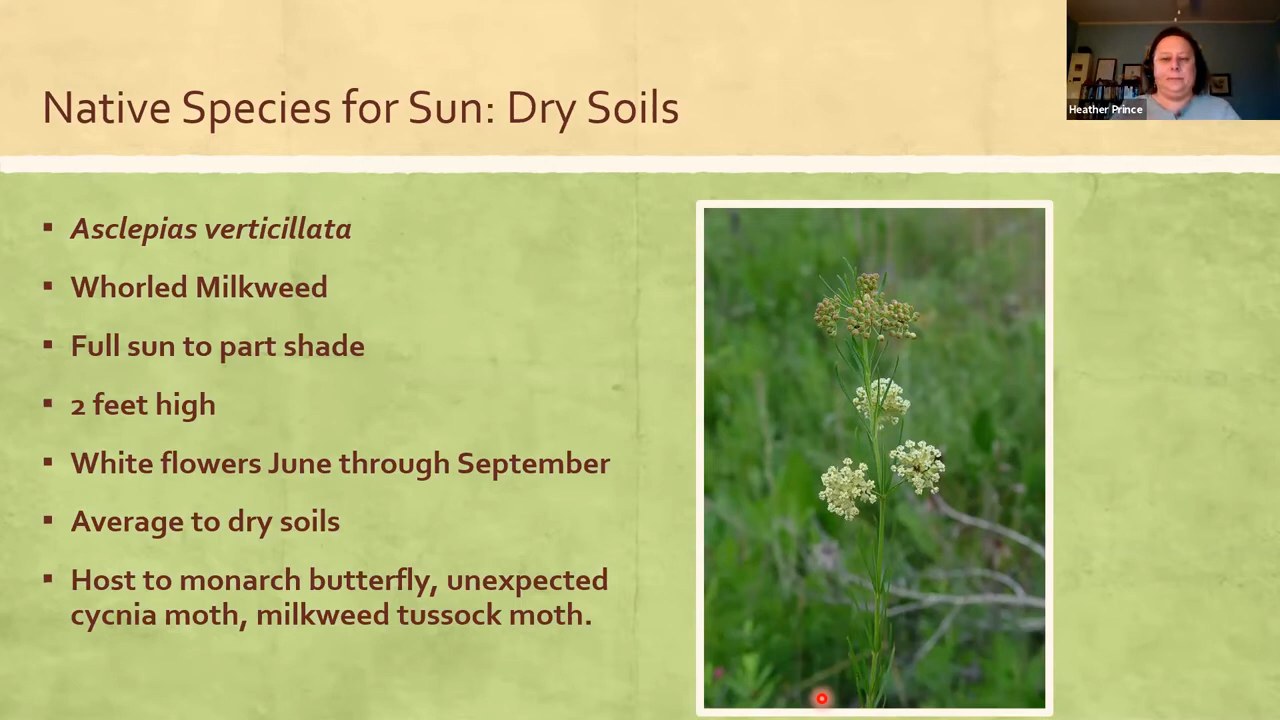 Native Species for Sun: Dry Soils
Heather Prince
▪ Asclepias verticillata
▪ Whorled Milkweed
▪ Full sun to part shade
▪ 2 feet high
▪ White flowers June through September
▪ Average to dry soils
▪ Host to monarch butterfly, unexpected
cycnia moth, milkweed tussock moth.